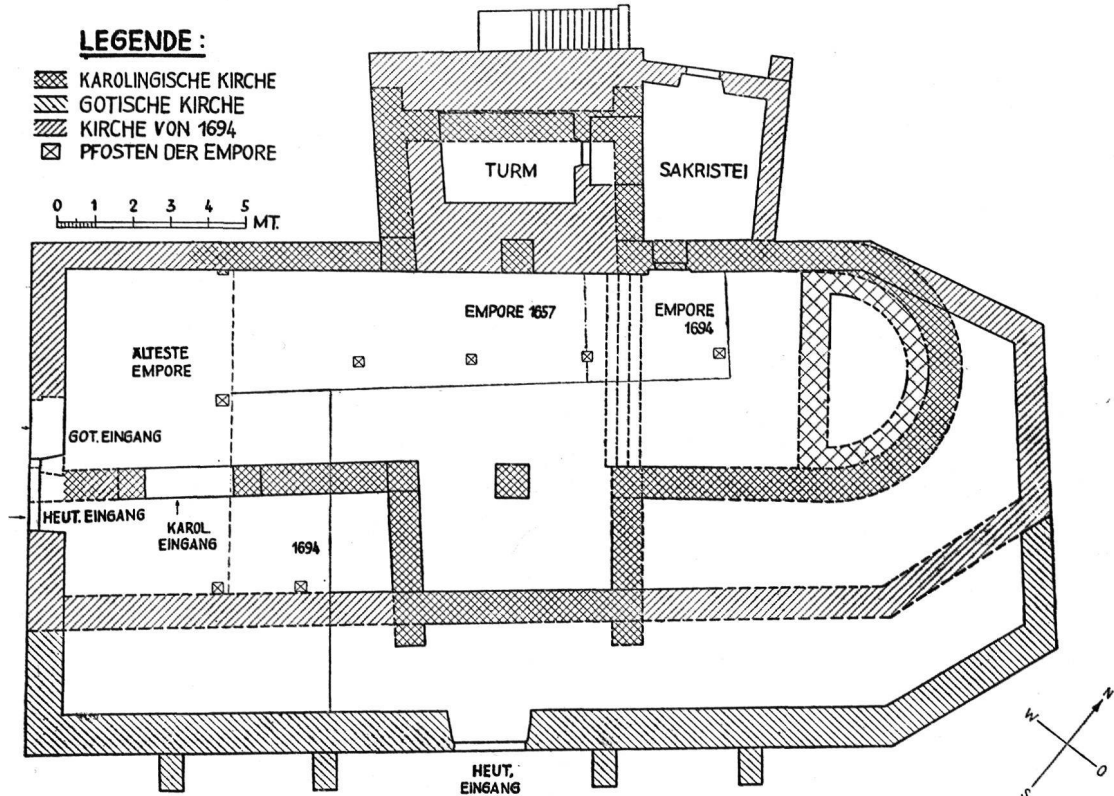 LEGENDE:
KAROLINGISCHE KIRCHE
GOTISCHE KIRCHE
KIRCHE VON 1694
PFOSTEN DER EMPORE
0 1 2 3 4 5 MT.
TURM
SAKRISTEI
EMPORE 1657
EMPORE
1694
ÄLTESTE
EMPORE
GOT. EINGANG
HEUT. EINGANG
KAROL.
EINGANG
1694
HEUT.
EINGANG
N
W
O
S